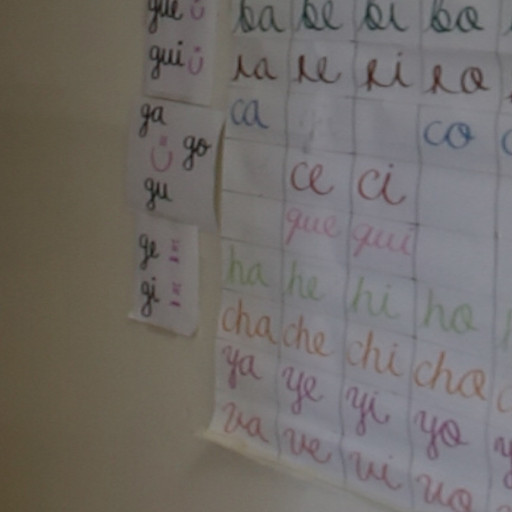 gue
gui
ga
go
gu
ge
gi
ba be bi bo
ra re ri ro
ca co
ce ci
que qui
ha he hi ho
cha che chi cho
ya ye yi yo
va ve vi vo